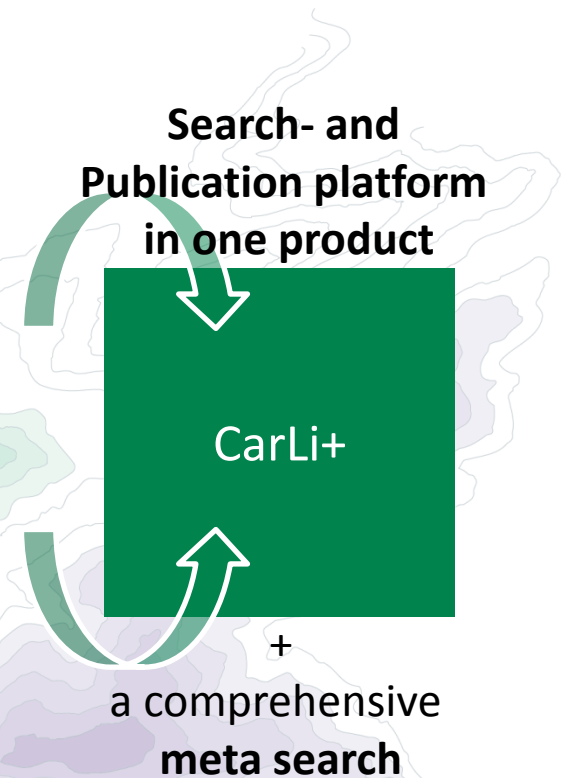 Search- and
Publication platform
in one product
CarLi+
+
a comprehensive
meta search